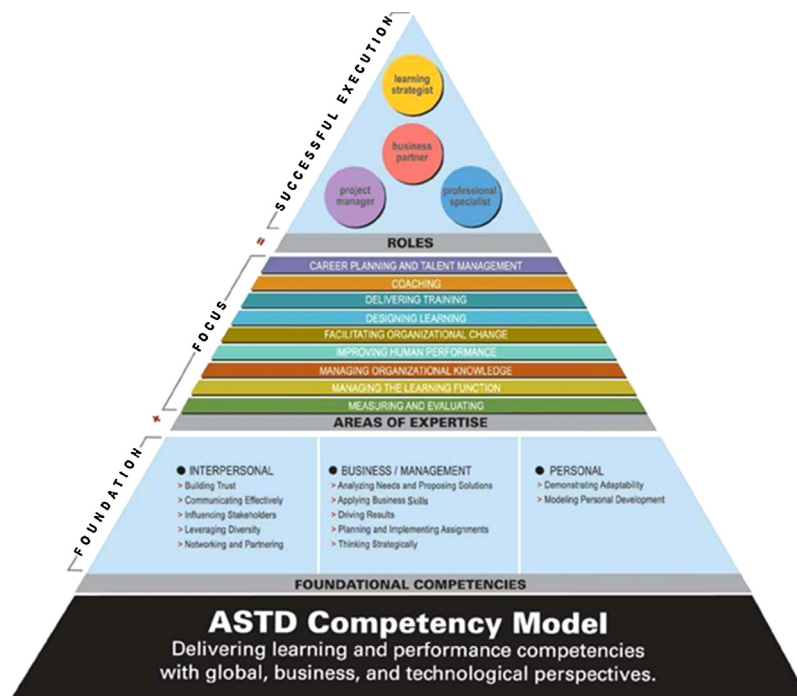 SUCCESSFUL EXECUTION
learning
strategist
business
partner
project
manager
professional
specialist
=
ROLES
FOCUS
CAREER PLANNING AND TALENT MANAGEMENT
COACHING
DELIVERING TRAINING
DESIGNING LEARNING
FACILITATING ORGANIZATIONAL CHANGE
IMPROVING HUMAN PERFORMANCE
MANAGING ORGANIZATIONAL KNOWLEDGE
MANAGING THE LEARNING FUNCTION
MEASURING AND EVALUATING
+
AREAS OF EXPERTISE
FOUNDATION
● INTERPERSONAL
> Building Trust
> Communicating Effectively
> Influencing Stakeholders
> Leveraging Diversity
> Networking and Partnering
● BUSINESS / MANAGEMENT
> Analyzing Needs and Proposing Solutions
> Applying Business Skills
> Driving Results
> Planning and Implementing Assignments
> Thinking Strategically
● PERSONAL
> Demonstrating Adaptability
> Modeling Personal Development
FOUNDATIONAL COMPETENCIES
ASTD Competency Model
Delivering learning and performance competencies
with global, business, and technological perspectives.